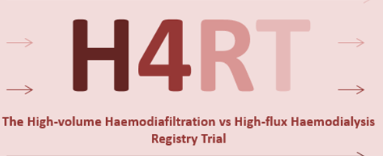 H4RT
The High-volume Haemodiafiltration vs High-flux Haemodialysis
Registry Trial